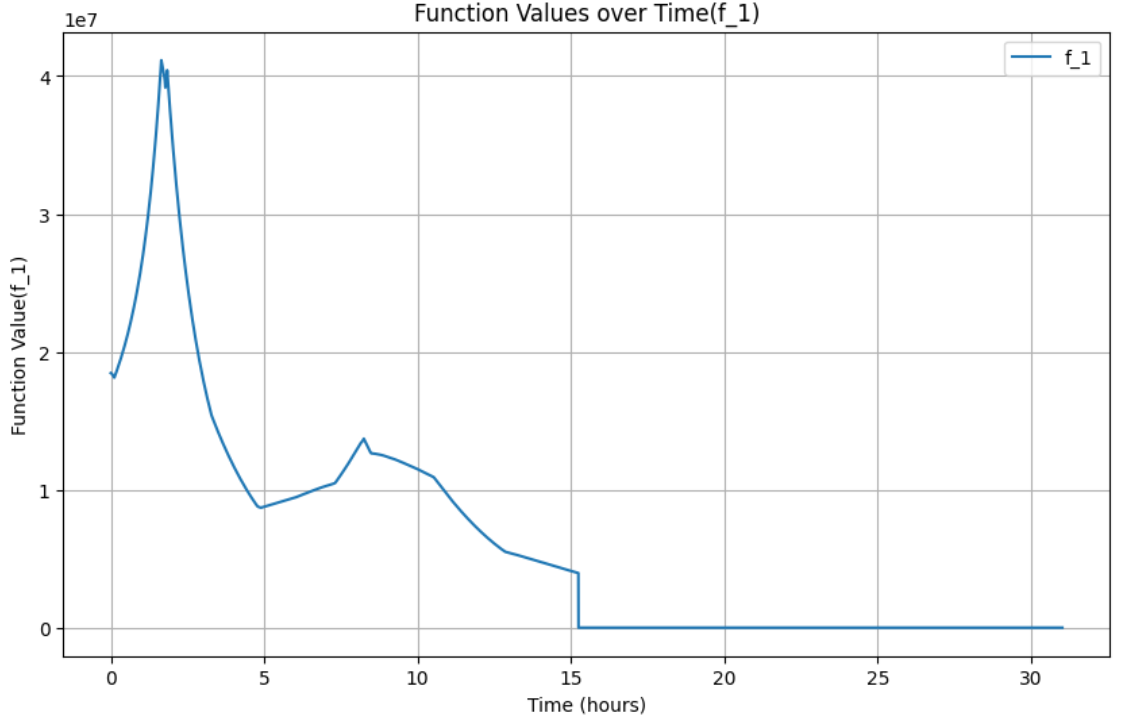 Function Values over Time(f_1)
1e7
f_1
4
3
2
1
0
Function Value(f_1)
0 5 10 15 20 25 30
Time (hours)